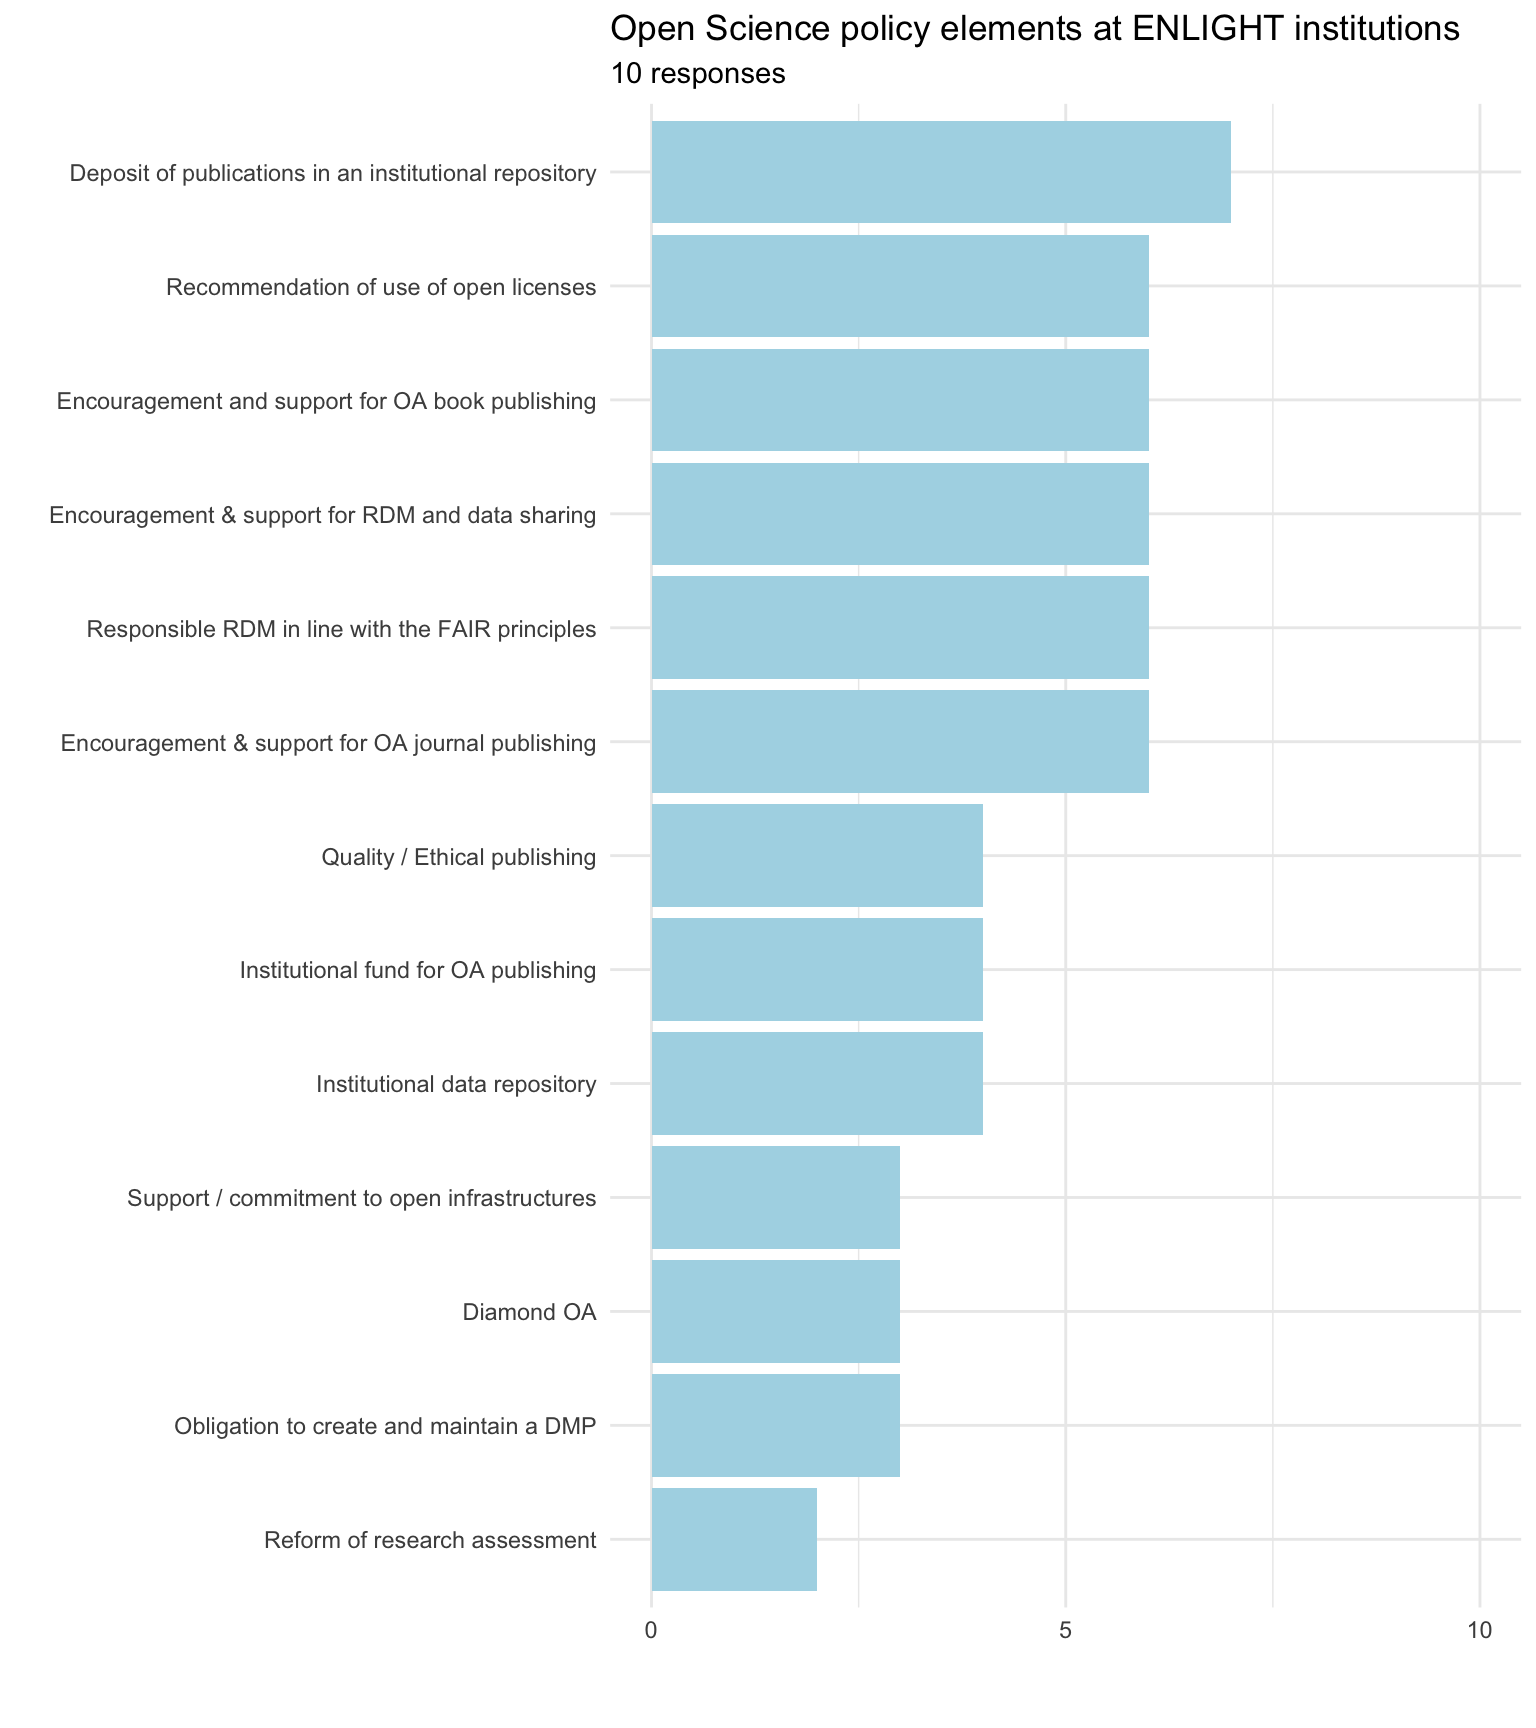 Open Science policy elements at ENLIGHT institutions
10 responses
Deposit of publications in an institutional repository
Recommendation of use of open licenses
Encouragement and support for OA book publishing
Encouragement & support for RDM and data sharing
Responsible RDM in line with the FAIR principles
Encouragement & support for OA journal publishing
Quality / Ethical publishing
Institutional fund for OA publishing
Institutional data repository
Support / commitment to open infrastructures
Diamond OA
Obligation to create and maintain a DMP
Reform of research assessment
0 5 10